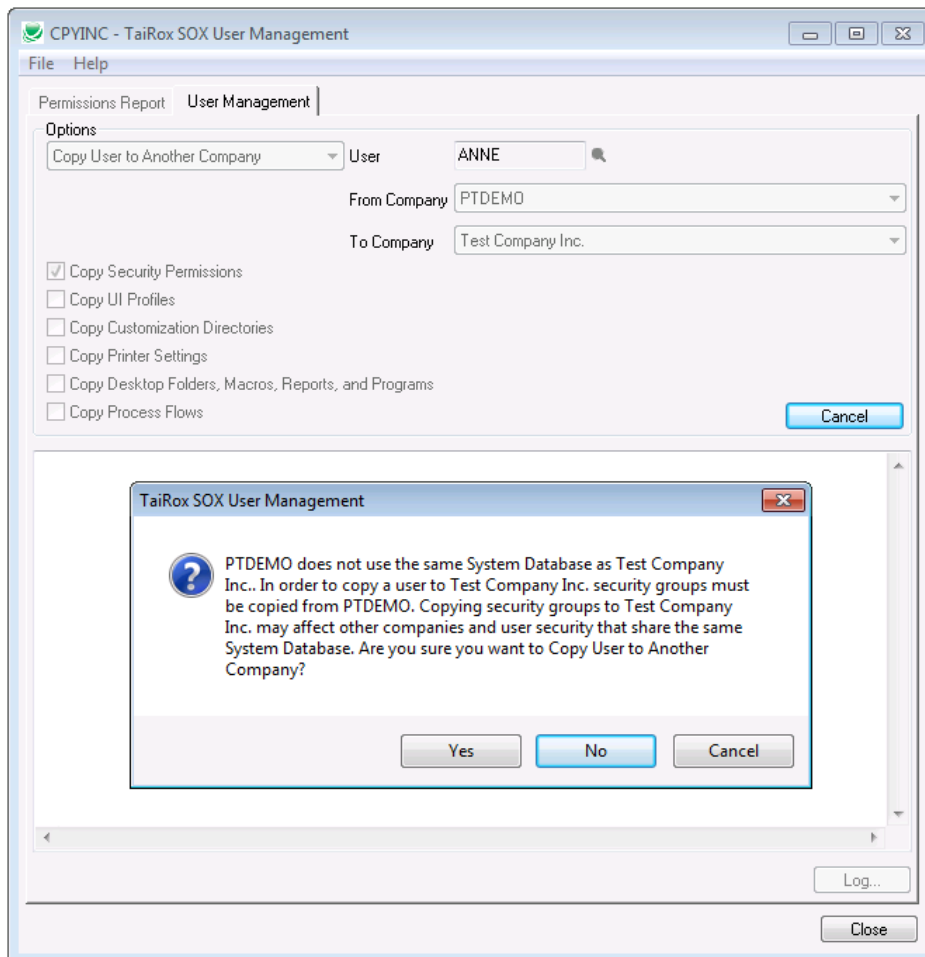 CPYINC - TaiRox SOX User Management
File Help
Permissions Report User Management
Options
Copy User to Another Company User ANNE
From Company PTDEMO
To Company Test Company Inc.
Copy Security Permissions
Copy UI Profiles
Copy Customization Directories
Copy Printer Settings
Copy Desktop Folders, Macros, Reports, and Programs
Copy Process Flows
Cancel
TaiRox SOX User Management
PTDEMO does not use the same System Database as Test Company
Inc.. In order to copy a user to Test Company Inc. security groups must
be copied from PTDEMO. Copying security groups to Test Company
Inc. may affect other companies and user security that share the same
System Database. Are you sure you want to Copy User to Another
Company?
Yes No Cancel
Log...
Close